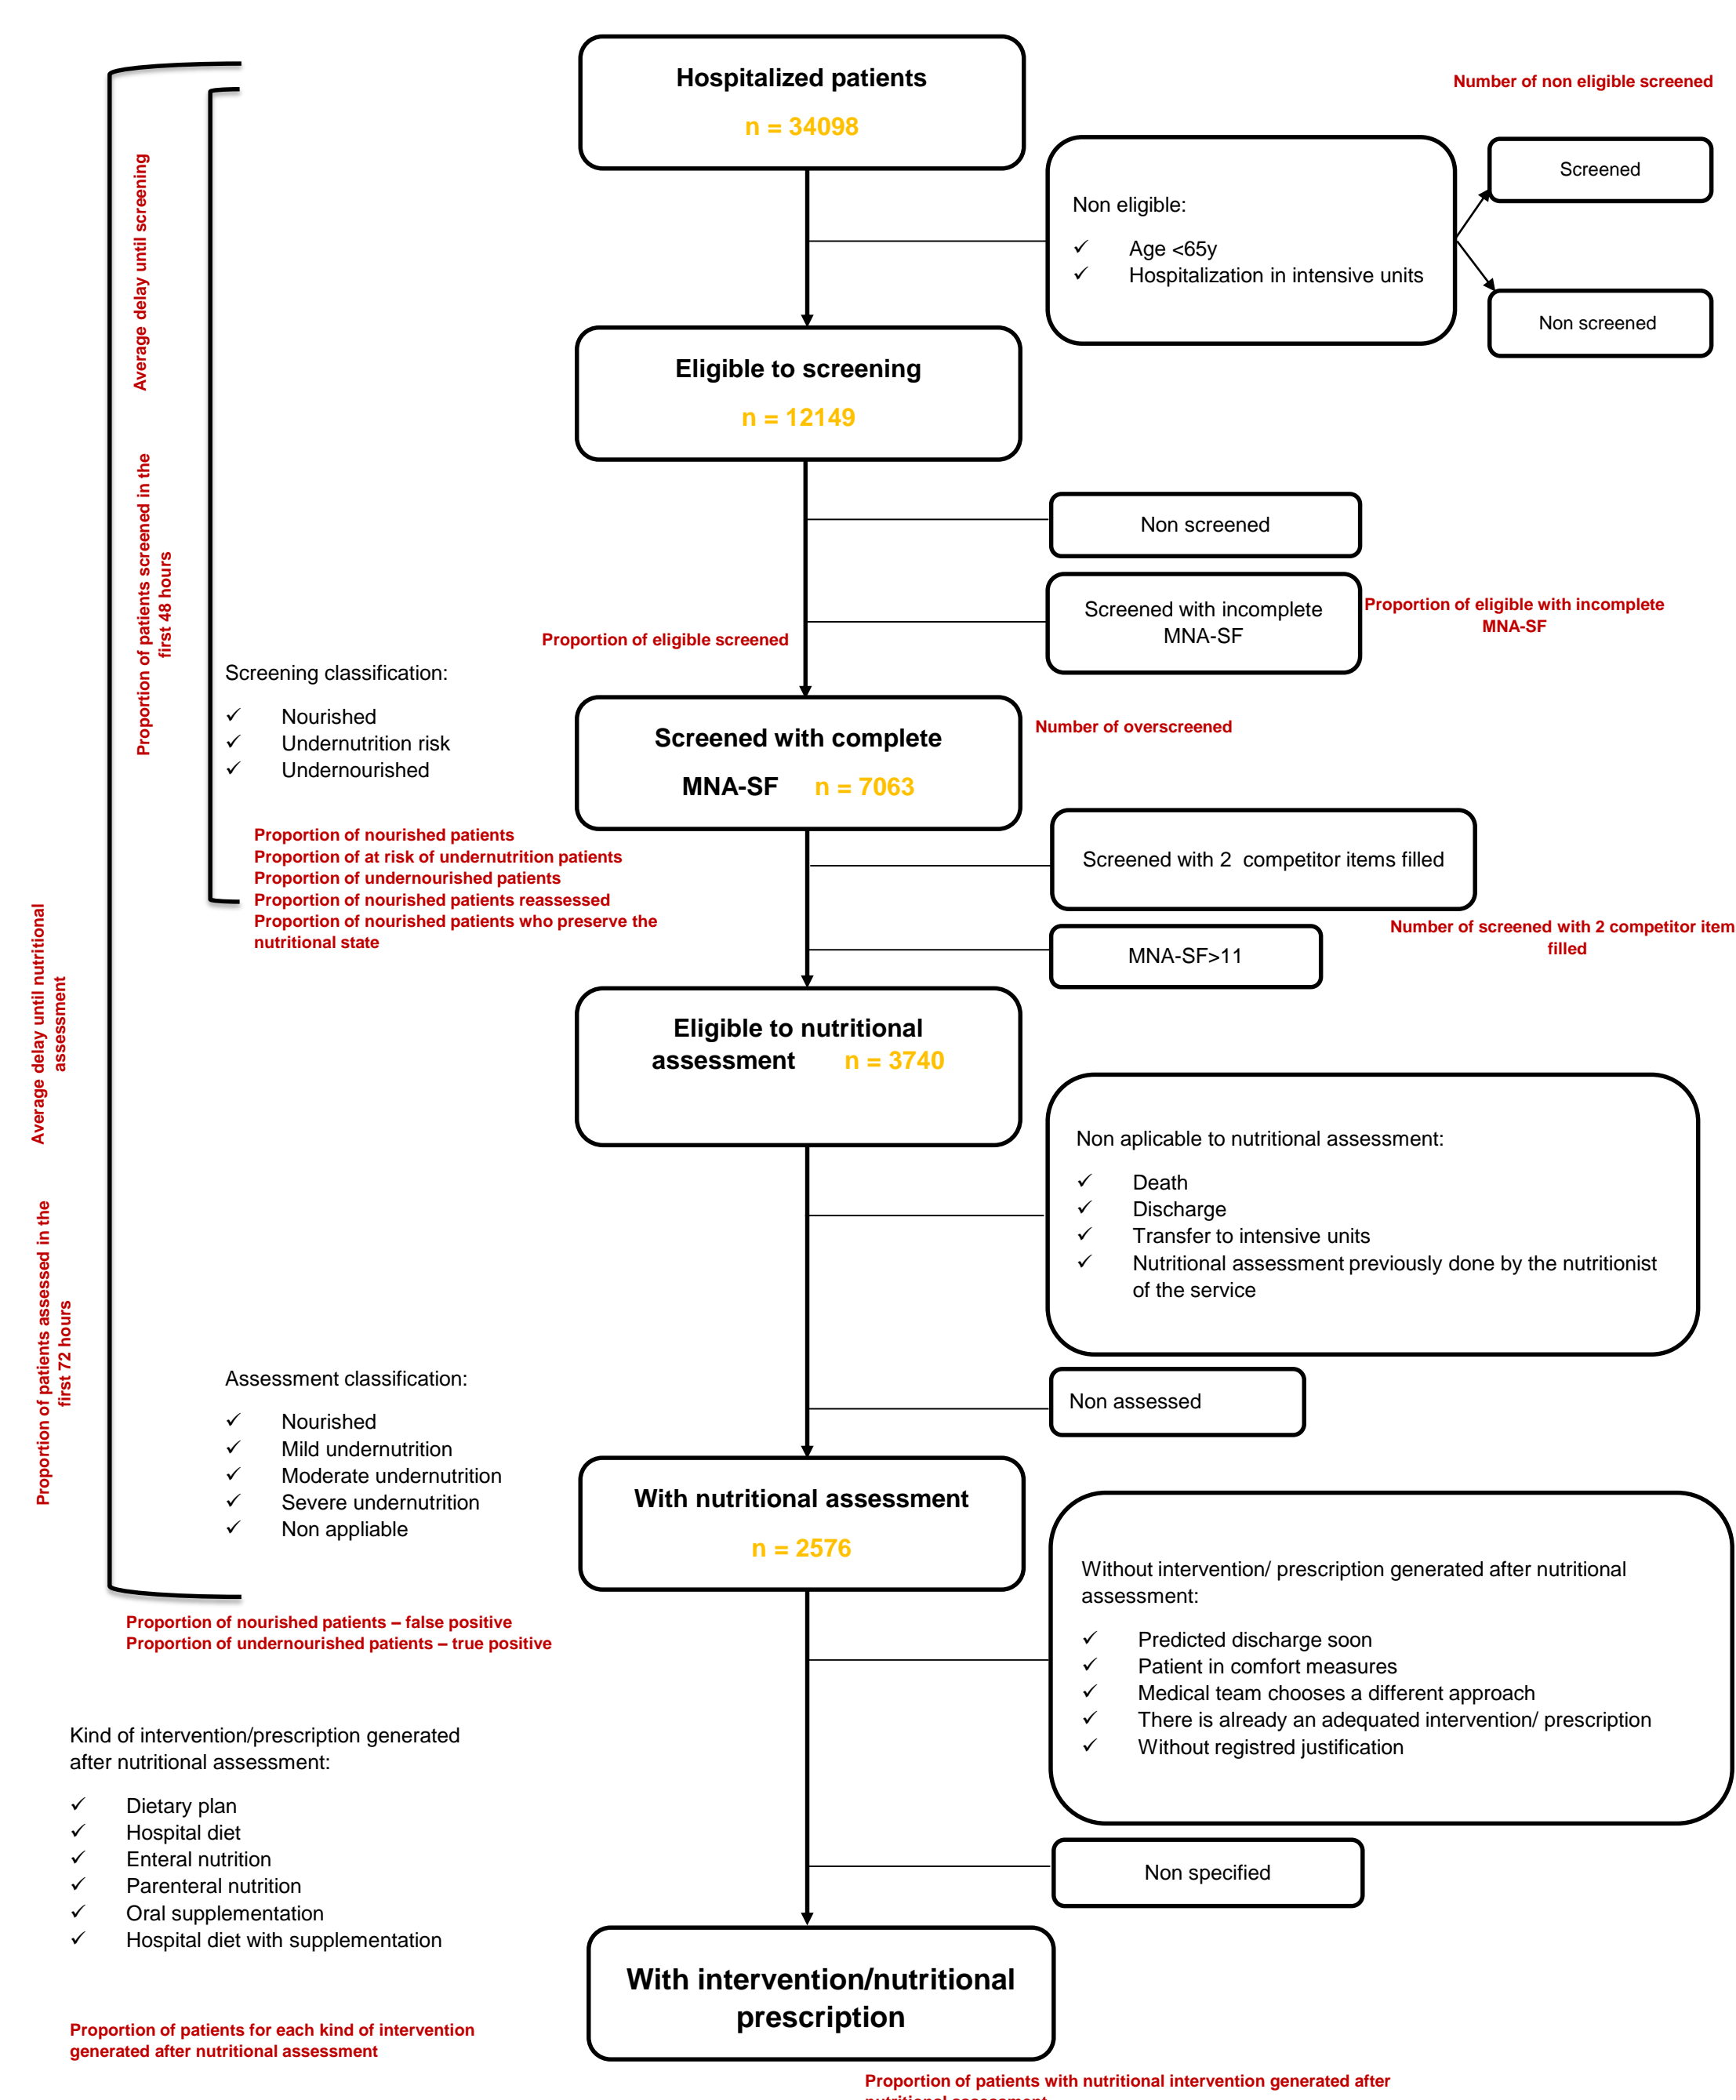 Hospitalized patients
n = 34098
Number of non eligible screened
Non eligible:
✓ Age <65y
✓ Hospitalization in intensive units
Screened
Non screened
Average delay until screening
Eligible to screening
n = 12149
Proportion of patients screened in the
first 48 hours
Non screened
Screened with incomplete
MNA-SF
Proportion of eligible with incomplete
MNA-SF
Proportion of eligible screened
Screening classification:
✓ Nourished
✓ Undernutrition risk
✓ Undernourished
Screened with complete
MNA-SF n = 7063
Number of overscreened
Proportion of nourished patients
Proportion of at risk of undernutrition patients
Proportion of undernourished patients
Proportion of nourished patients reassessed
Proportion of nourished patients who preserve the
nutritional state
Screened with 2 competitor items filled
Number of screened with 2 competitor item
filled
MNA-SF>11
Average delay until nutritional
assessment
Eligible to nutritional
assessment n = 3740
Non aplicable to nutritional assessment:
✓ Death
✓ Discharge
✓ Transfer to intensive units
✓ Nutritional assessment previously done by the nutritionist
of the service
Proportion of patients assessed in the
first 72 hours
Non assessed
Assessment classification:
✓ Nourished
✓ Mild undernutrition
✓ Moderate undernutrition
✓ Severe undernutrition
✓ Non appliable
With nutritional assessment
n = 2576
Proportion of nourished patients – false positive
Proportion of undernourished patients – true positive
Without intervention/ prescription generated after nutritional
assessment:
✓ Predicted discharge soon
✓ Patient in comfort measures
✓ Medical team chooses a different approach
✓ There is already an adequated intervention/ prescription
✓ Without registred justification
Kind of intervention/prescription generated
after nutritional assessment:
✓ Dietary plan
✓ Hospital diet
✓ Enteral nutrition
✓ Parenteral nutrition
✓ Oral supplementation
✓ Hospital diet with supplementation
Non specified
With intervention/nutritional
prescription
Proportion of patients for each kind of intervention
generated after nutritional assessment
Proportion of patients with nutritional intervention generated after